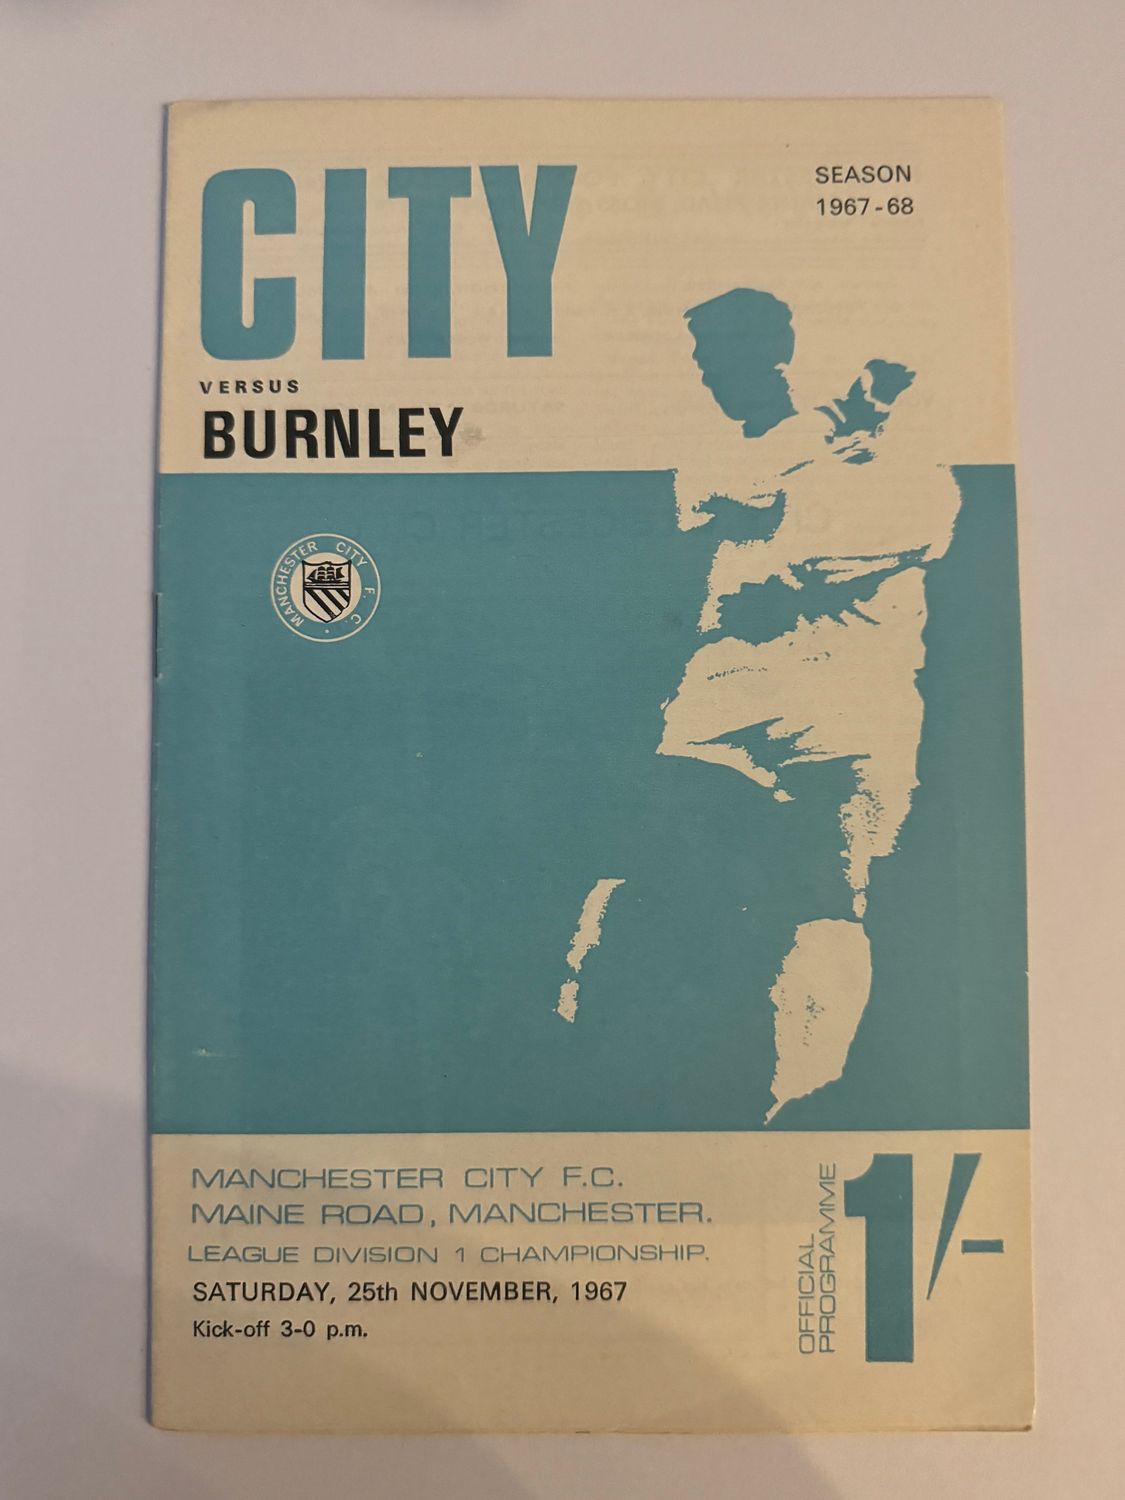 CITY
SEASON
1967-68
VERSUS
BURNLEY
MANCHESTER CITY F. C.
MANCHESTER CITY F.C.
MAINE ROAD, MANCHESTER.
LEAGUE DIVISION 1 CHAMPIONSHIP.
SATURDAY, 25th NOVEMBER, 1967
Kick-off 3-0 p.m.
OFFICIAL
PROGRAMME
1/-